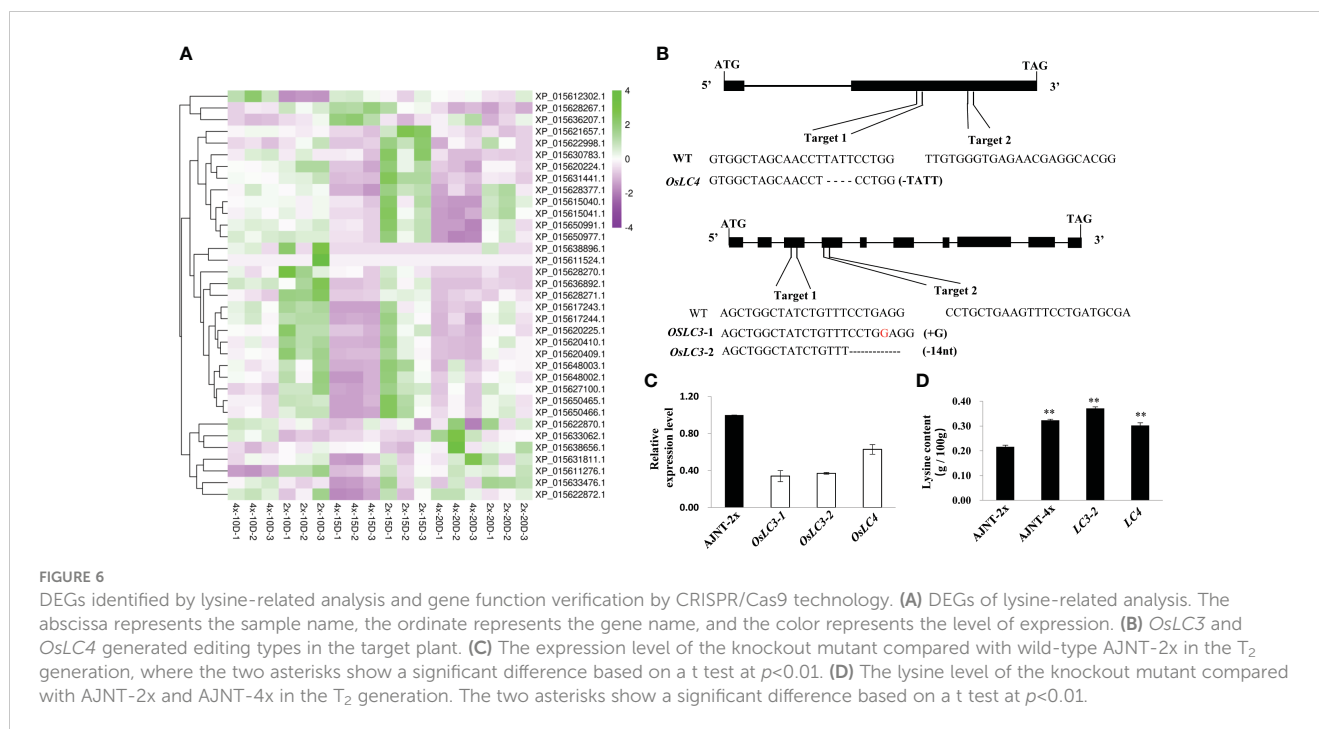 A
XP_015612302.1
XP_015628267.1
XP_015636207.1
XP_015621657.1
XP_015622998.1
XP_015630783.1
XP_015620224.1
XP_015631441.1
XP_015628377.1
XP_015615040.1
XP_015615041.1
XP_015650991.1
XP_015650977.1
XP_015638896.1
XP_015611524.1
XP_015628270.1
XP_015636892.1
XP_015628271.1
XP_015617243.1
XP_015617244.1
XP_015620225.1
XP_015620410.1
XP_015620409.1
XP_015648003.1
XP_015648002.1
XP_015627100.1
XP_015650465.1
XP_015650466.1
XP_015622870.1
XP_015633062.1
XP_015638656.1
XP_015631811.1
XP_015611276.1
XP_015633476.1
XP_015622872.1
4
2
0
-2
-4
4x-10D-1
4x-10D-2
4x-10D-3
2x-10D-1
2x-10D-2
2x-10D-3
4x-15D-1
4x-15D-2
4x-15D-3
2x-15D-1
2x-15D-2
2x-15D-3
4x-20D-1
4x-20D-2
4x-20D-3
2x-20D-1
2x-20D-2
2x-20D-3
B
ATG TAG
5' 3'
Target 1 Target 2
WT GTGGCTAGCAACCTTATTCCTGG TTGTGGGTGAGAACGAGGCACGG
OsLC4 GTGGCTAGCAACCT - - - - CCTGG (-TATT)
ATG TAG
5' 3'
Target 1 Target 2
WT AGCTGGCTATCTGTTTCCTGAGG CCTGCTGAAGTTTCCTGATGCGA
OSLC3-1 AGCTGGCTATCTGTTTCCTGGAGG (+G)
OsLC3-2 AGCTGGCTATCTGTTT------------- (-14nt)
C
Relative
expression level
1.20
0.80
0.40
0.00
AJNT-2x
OsLC3-1
OsLC3-2
OsLC4
D
Lysine content
(g / 100g)
0.40
0.30
0.20
0.10
0.00
** ** **
AJNT-2x
AJNT-4x
LC3-2
LC4
FIGURE 6
DEGs identified by lysine-related analysis and gene function verification by CRISPR/Cas9 technology. (A) DEGs of lysine-related analysis. The
abscissa represents the sample name, the ordinate represents the gene name, and the color represents the level of expression. (B) OsLC3 and
OsLC4 generated editing types in the target plant. (C) The expression level of the knockout mutant compared with wild-type AJNT-2x in the T2
generation, where the two asterisks show a significant difference based on a t test at p<0.01. (D) The lysine level of the knockout mutant compared
with AJNT-2x and AJNT-4x in the T2 generation. The two asterisks show a significant difference based on a t test at p<0.01.